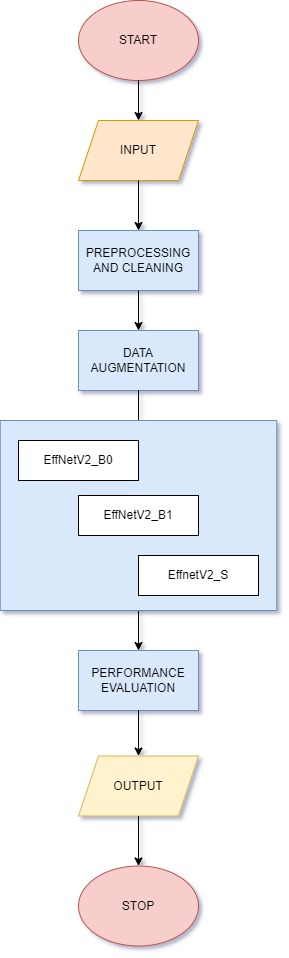 START
INPUT
PREPROCESSING
AND CLEANING
DATA
AUGMENTATION
EffNetV2_B0
EffNetV2_B1
EffnetV2_S
PERFORMANCE
EVALUATION
OUTPUT
STOP